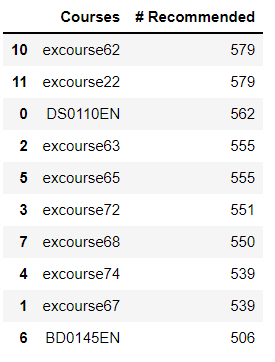 Courses # Recommended
10 excourse62 579
11 excourse22 579
0 DS0110EN 562
2 excourse63 555
5 excourse65 555
3 excourse72 551
7 excourse68 550
4 excourse74 539
1 excourse67 539
6 BD0145EN 506